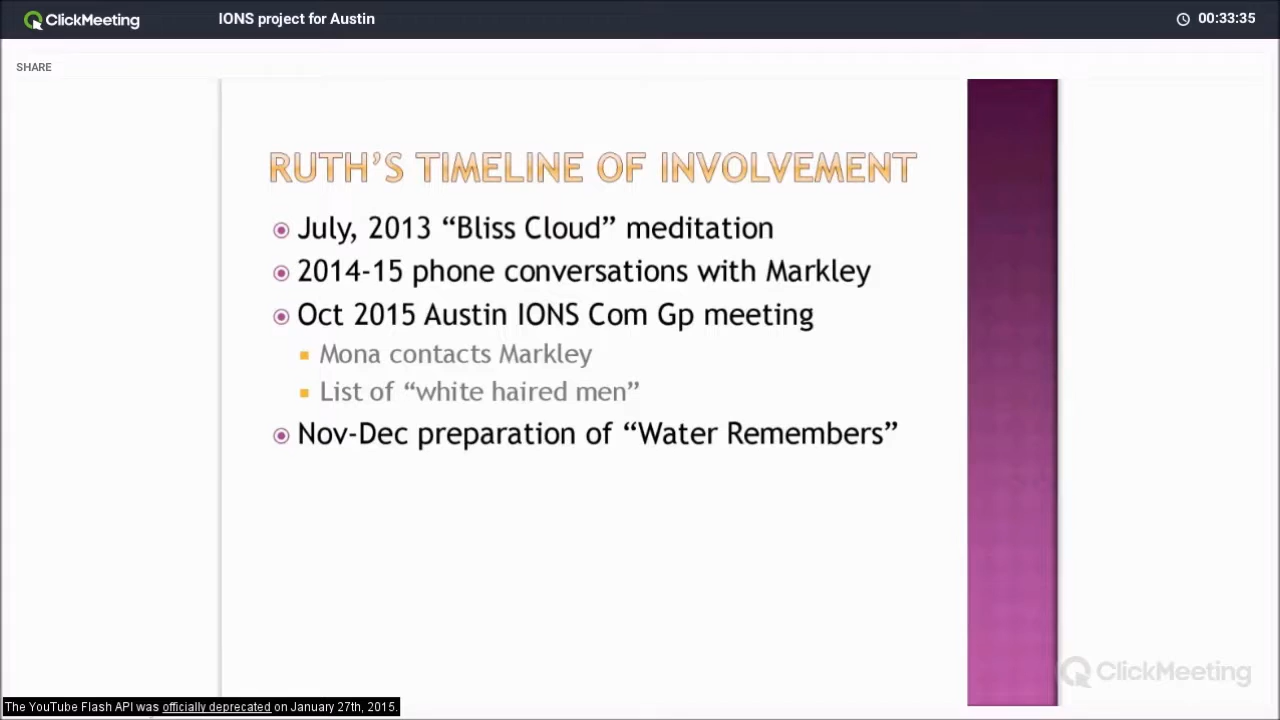 ClickMeeting
IONS project for Austin
00:33:35
SHARE
RUTH'S TIMELINE OF INVOLVEMENT
July, 2013 “Bliss Cloud” meditation
2014-15 phone conversations with Markley
Oct 2015 Austin IONS Com Gp meeting
Mona contacts Markley
List of “white haired men”
Nov-Dec preparation of “Water Remembers”
ClickMeeting
The YouTube Flash API was officially deprecated on January 27th, 2015.